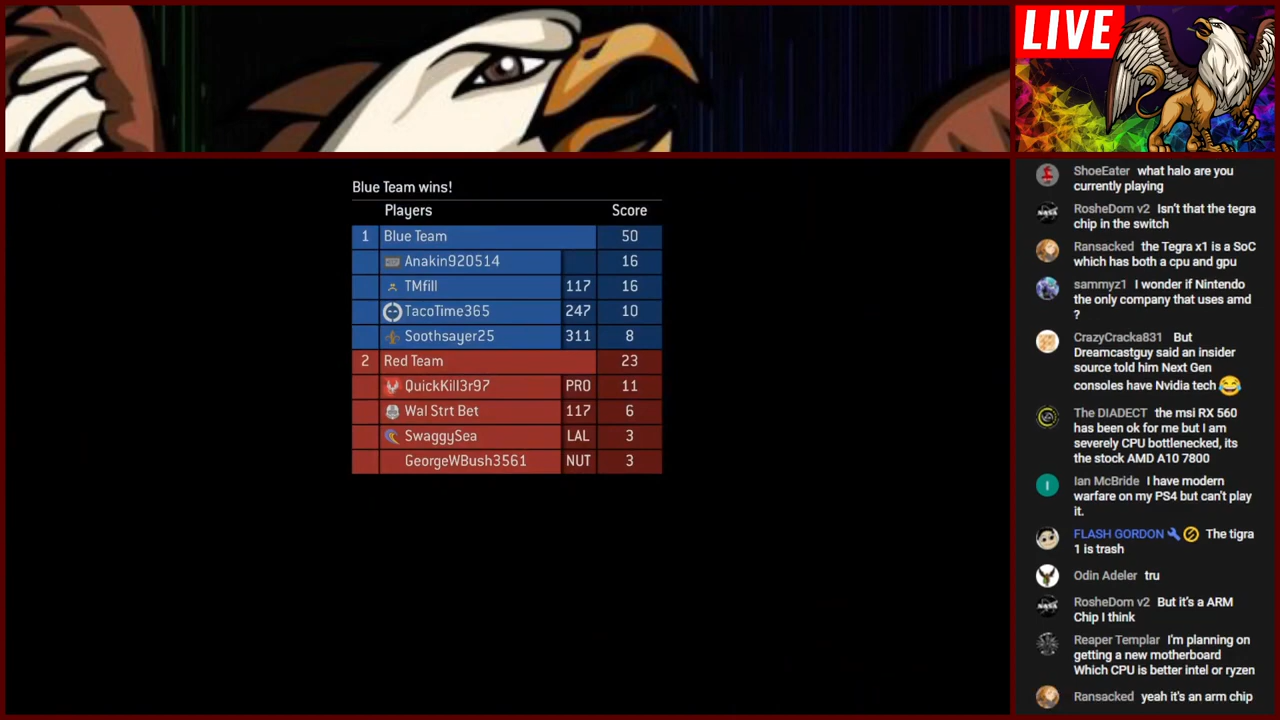 LIVE
Blue Team wins!
Players Score
1 Blue Team 50
Anakin920514 16
TMfill 117 16
TacoTime365 247 10
Soothsayer25 311 8
2 Red Team 23
QuickKill3r97 PRO 11
Wal Strt Bet 117 6
SwaggySea LAL 3
GeorgeWBush3561 NUT 3
ShoeEater what halo are you
currently playing
RosheDom v2 Isn't that the tegra
chip in the switch
Ransacked the Tegra x1 is a SoC
which has both a cpu and gpu
sammyz1 I wonder if Nintendo
the only company that uses amd
?
CrazyCracka831 But
Dreamcastguy said an insider
source told him Next Gen
consoles have Nvidia tech 😂
The DIADECT the msi RX 560
has been ok for me but I am
severely CPU bottlenecked, its
the stock AMD A10 7800
I
Ian McBride I have modern
warfare on my PS4 but can't play
it.
FLASH GORDON The tigra
1 is trash
Odin Adeler tru
NASA
RosheDom v2 But it's a ARM
Chip I think
Reaper Templar I'm planning on
getting a new motherboard
Which CPU is better intel or ryzen
Ransacked yeah it's an arm chip